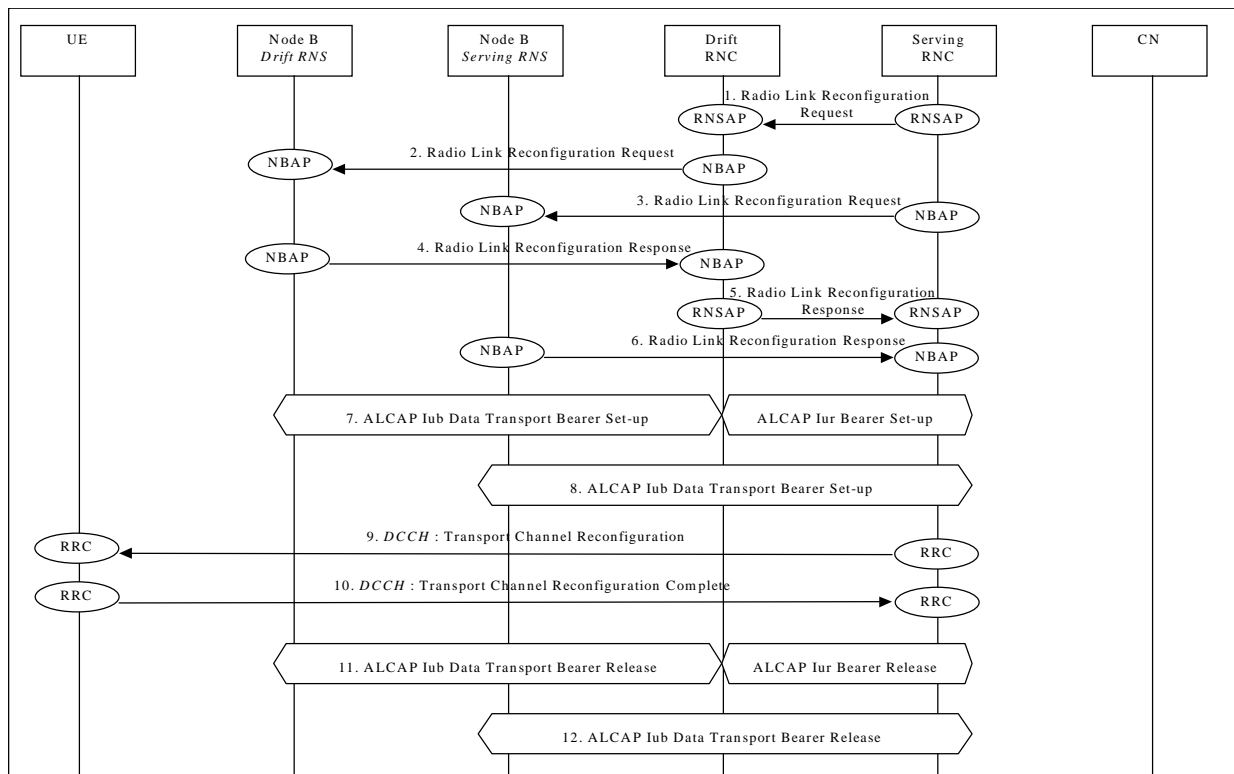 UE
Node B
Drift RNS
Node B
Serving RNS
Drift
RNC
Serving
RNC
CN
1. Radio Link Reconfiguration
Request
RNSAP
RNSAP
2. Radio Link Reconfiguration Request
NBAP
NBAP
3. Radio Link Reconfiguration Request
NBAP
NBAP
4. Radio Link Reconfiguration Response
NBAP
NBAP
5. Radio Link Reconfiguration
Response
RNSAP
RNSAP
6. Radio Link Reconfiguration Response
NBAP
NBAP
7. ALCAP Iub Data Transport Bearer Set-up
ALCAP Iur Bearer Set-up
8. ALCAP Iub Data Transport Bearer Set-up
9. DCCH : Transport Channel Reconfiguration
RRC
RRC
10. DCCH : Transport Channel Reconfiguration Complete
RRC
RRC
11. ALCAP Iub Data Transport Bearer Release
ALCAP Iur Bearer Release
12. ALCAP Iub Data Transport Bearer Release